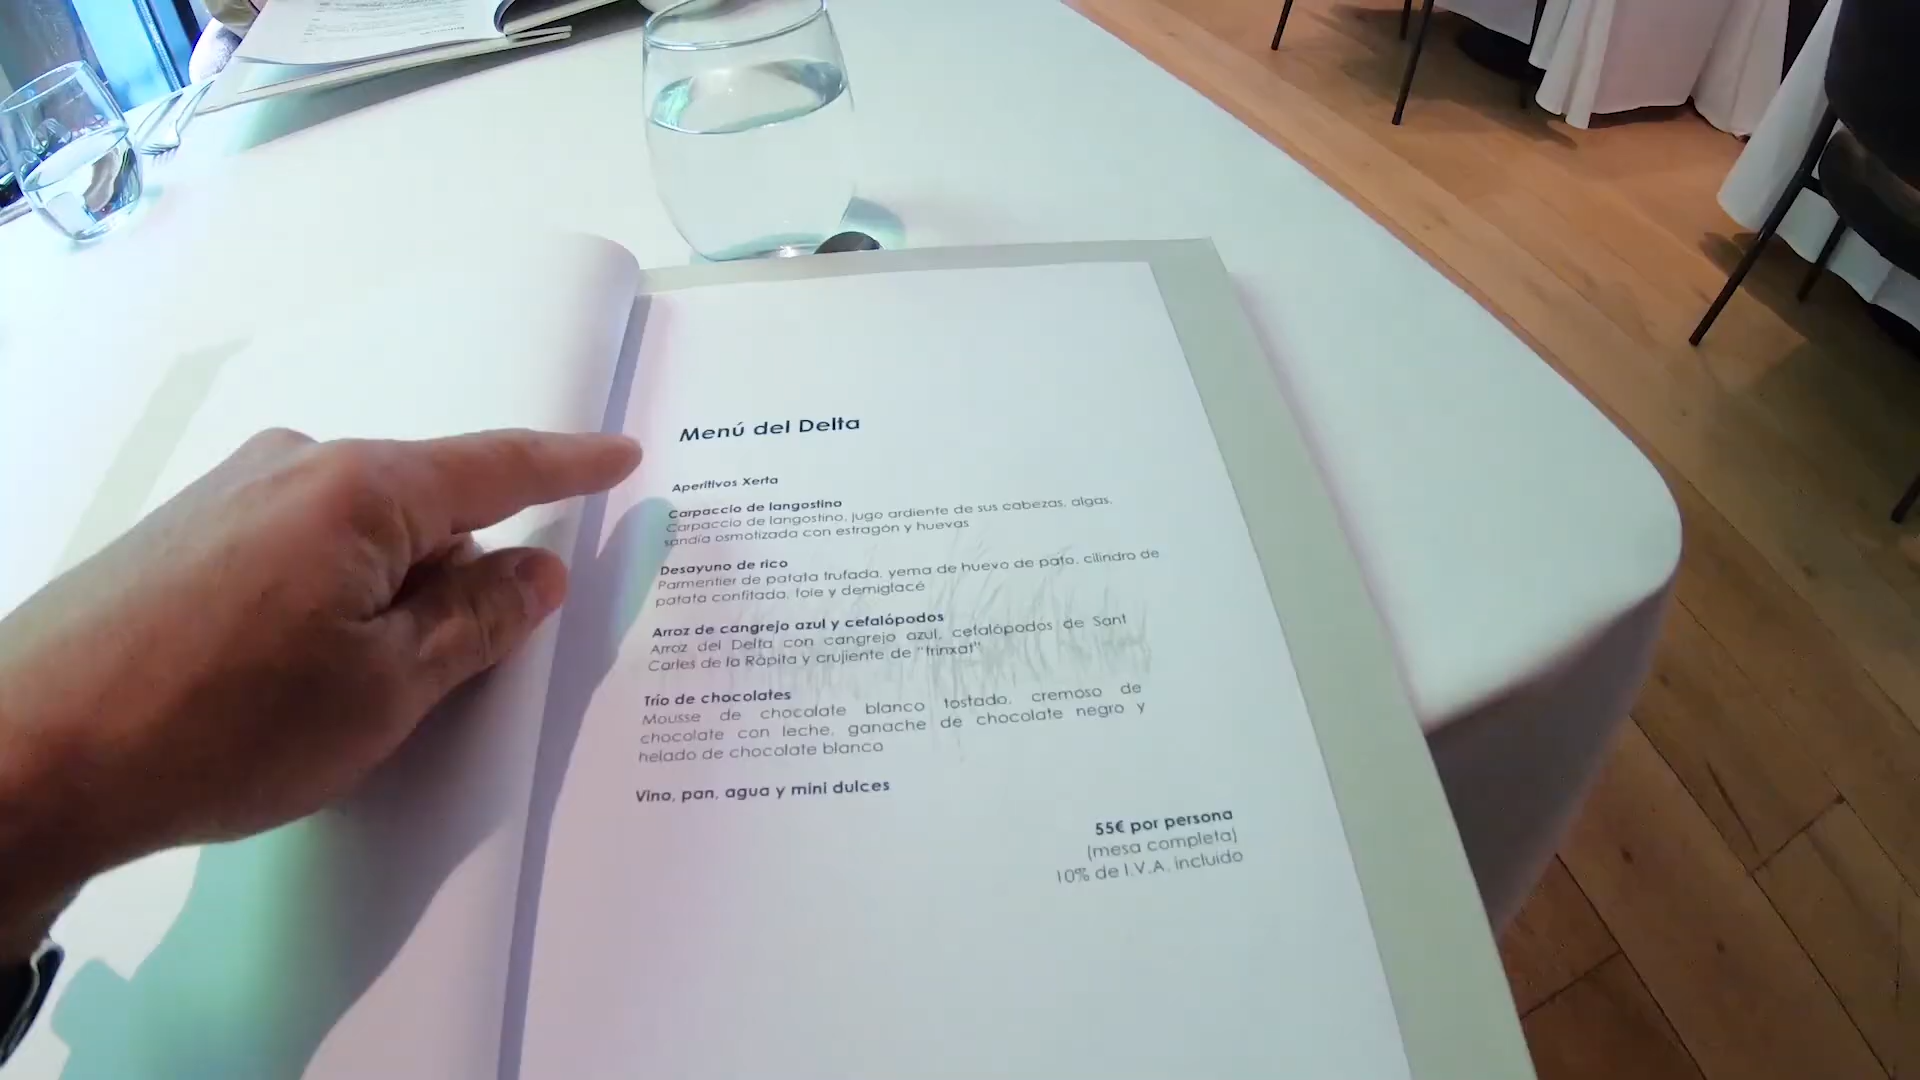 Menú del Delta
Aperitivos Xerta
Carpaccio de langostino
Carpaccio de langostino, jugo ardiente de sus cabezas, algas,
sandía osmotizada con estragón y huevas
Desayuno de rico
Parmentier de patata trufada, yema de huevo de pato, cilindro de
patata confitada, foie y demiglacé
Arroz de cangrejo azul y cefalópodos
Arroz del Delta con cangrejo azul, cefalópodos de Sant
Carles de la Ràpita y crujiente de "trinxat"
Trío de chocolates
Mousse de chocolate blanco tostado, cremoso de
chocolate con leche, ganache de chocolate negro y
helado de chocolate blanco
Vino, pan, agua y mini dulces
55€ por persona
(mesa completa)
10% de I.V.A. incluido